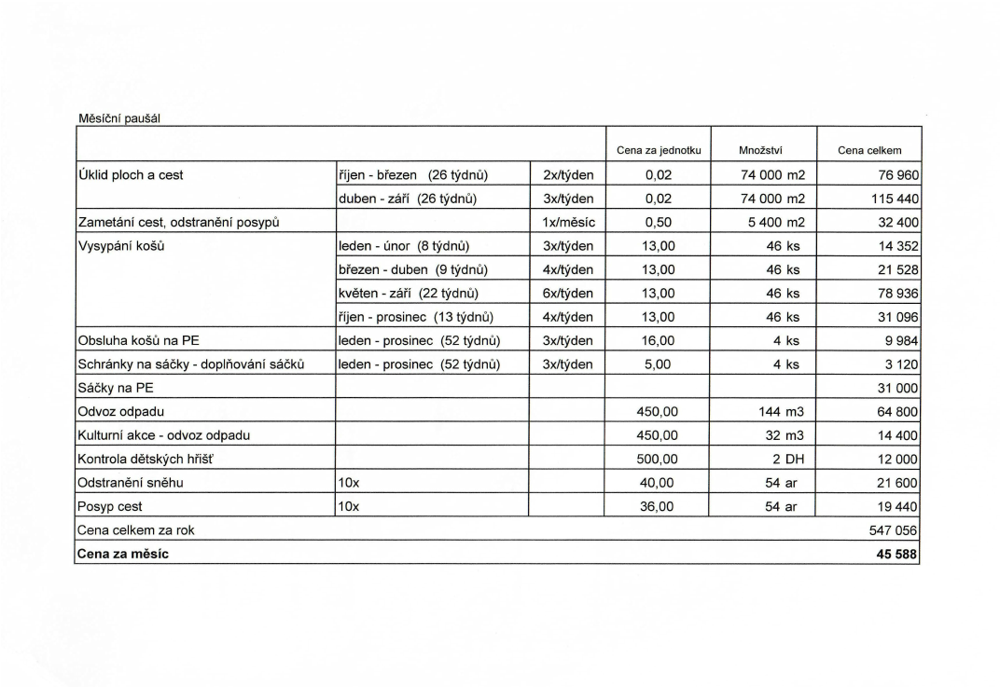 Měsíční paušál
Cena za jednotku Množství Cena celkem
Úklid ploch a cest říjen - březen (26 týdnů) 2x/týden 0,02 74 000 m2 76 960
duben - září (26 týdnů) 3x/týden 0,02 74 000 m2 115 440
Zametání cest, odstranění posypů 1x/měsíc 0,50 5 400 m2 32 400
Vysypání košů leden - únor (8 týdnů) 3x/týden 13,00 46 ks 14 352
březen - duben (9 týdnů) 4x/týden 13,00 46 ks 21 528
květen - září (22 týdnů) 6x/týden 13,00 46 ks 78 936
říjen - prosinec (13 týdnů) 4x/týden 13,00 46 ks 31 096
Obsluha košů na PE leden - prosinec (52 týdnů) 3x/týden 16,00 4 ks 9 984
Schránky na sáčky - doplňování sáčků leden - prosinec (52 týdnů) 3x/týden 5,00 4 ks 3 120
Sáčky na PE 31 000
Odvoz odpadu 450,00 144 m3 64 800
Kulturní akce - odvoz odpadu 450,00 32 m3 14 400
Kontrola dětských hřišť 500,00 2 DH 12 000
Odstranění sněhu 10x 40,00 54 ar 21 600
Posyp cest 10x 36,00 54 ar 19 440
Cena celkem za rok 547 056
Cena za měsíc 45 588